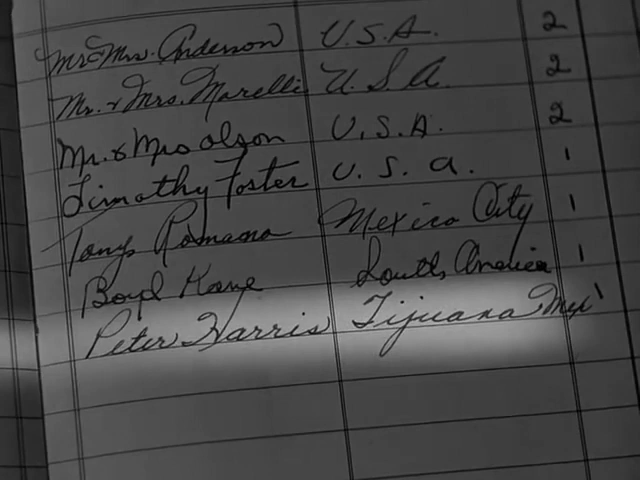 Mr & Mrs. Anderson U.S.A. 2
Mr. & Mrs. Morelli U.S.A. 2
Mr. & Mrs Olson U.S.A. 2
Timothy Foster U.S.a. 1
Tony Romano Mexico City 1
Boyd Kane South America 1
Peter Harris Tijuana Mex 1